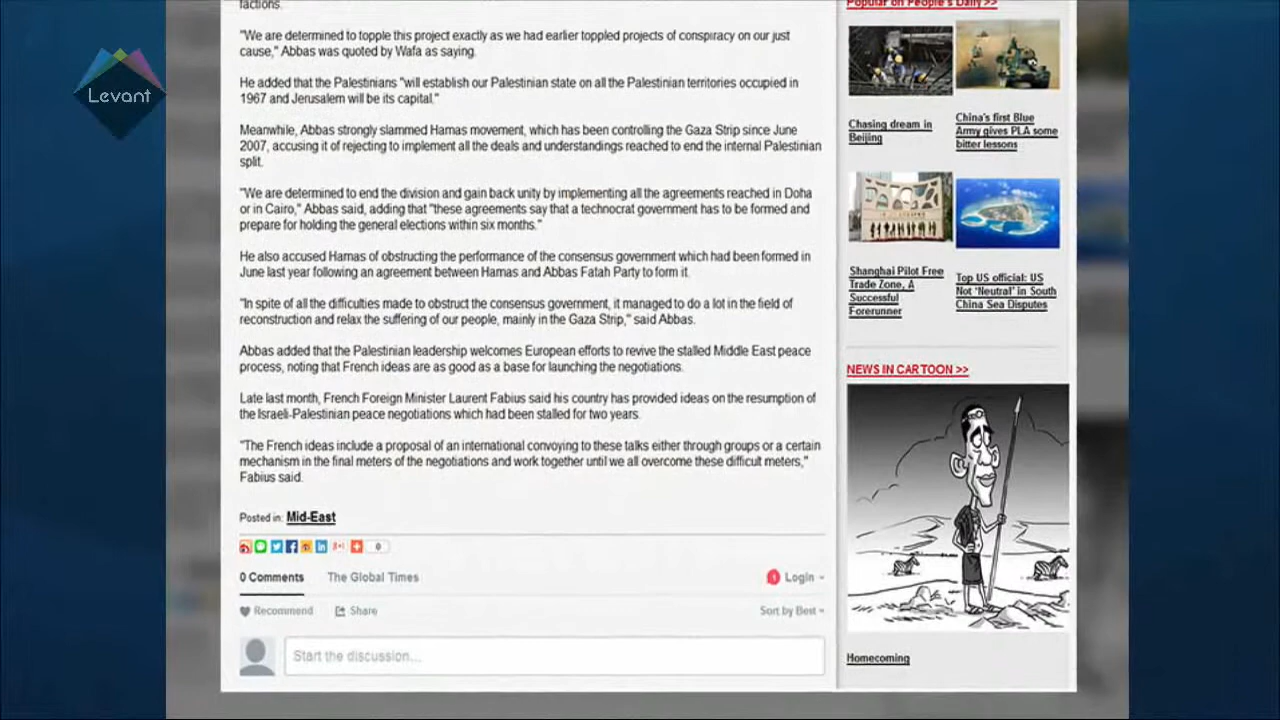 factions.
"We are determined to topple this project exactly as we had earlier toppled projects of conspiracy on our just
cause," Abbas was quoted by Wafa as saying.
He added that the Palestinians "will establish our Palestinian state on all the Palestinian territories occupied in
1967 and Jerusalem will be its capital."
Meanwhile, Abbas strongly slammed Hamas movement, which has been controlling the Gaza Strip since June
2007, accusing it of rejecting to implement all the deals and understandings reached to end the internal Palestinian
split.
"We are determined to end the division and gain back unity by implementing all the agreements reached in Doha
or in Cairo," Abbas said, adding that "these agreements say that a technocrat government has to be formed and
prepare for holding the general elections within six months."
He also accused Hamas of obstructing the performance of the consensus government which had been formed in
June last year following an agreement between Hamas and Abbas Fatah Party to form it.
"In spite of all the difficulties made to obstruct the consensus government, it managed to do a lot in the field of
reconstruction and relax the suffering of our people, mainly in the Gaza Strip," said Abbas.
Abbas added that the Palestinian leadership welcomes European efforts to revive the stalled Middle East peace
process, noting that French ideas are as good as a base for launching the negotiations.
Late last month, French Foreign Minister Laurent Fabius said his country has provided ideas on the resumption of
the Israeli-Palestinian peace negotiations which had been stalled for two years.
"The French ideas include a proposal of an international convoying to these talks either through groups or a certain
mechanism in the final meters of the negotiations and work together until we all overcome these difficult meters,"
Fabius said.
Posted in: Mid-East
0
0 Comments
The Global Times
Login
Recommend
Share
Sort by Best
Start the discussion...
Popular on People's Daily >>
Chasing dream in
Beijing
China's first Blue
Army gives PLA some
bitter lessons
Shanghai Pilot Free
Trade Zone, A
Successful
Forerunner
Top US official: US
Not 'Neutral' in South
China Sea Disputes
NEWS IN CARTOON >>
Homecoming
Levant